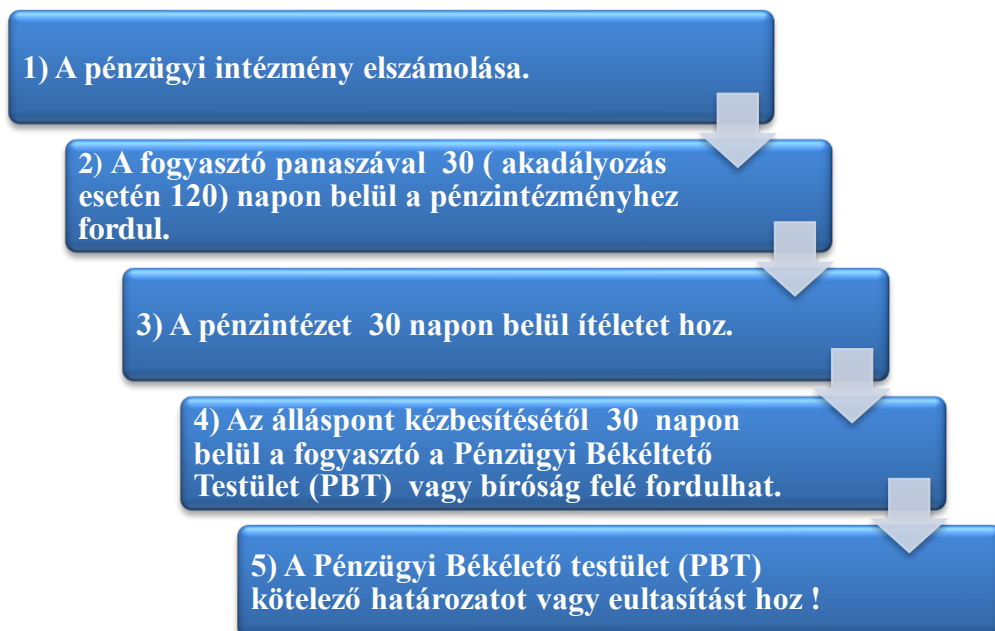 1) A pénzügyi intézmény elszámolása.
2) A fogyasztó panaszával 30 ( akadályozás
esetén 120) napon belül a pénzintézményhez
fordul.
3) A pénzintézet 30 napon belül ítéletet hoz.
4) Az álláspont kézbesítésétől 30 napon
belül a fogyasztó a Pénzügyi Békéltető
Testület (PBT) vagy bíróság felé fordulhat.
5) A Pénzügyi Békélető testület (PBT)
kötelező határozatot vagy eultasítást hoz !